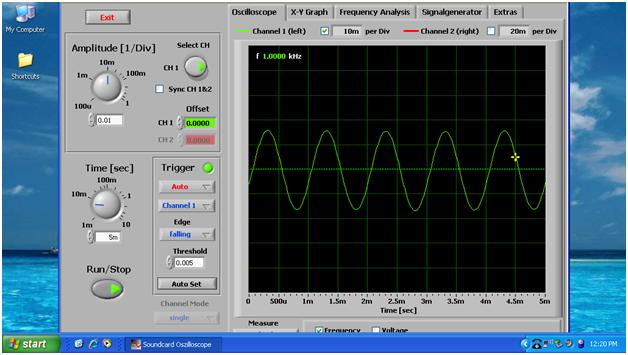 My Computer
Shortcuts
Exit
Amplitude [1/Div]
10m
1m
100m
100u
1
0.01
Select CH
CH 1
Sync CH 1&2
Offset
CH 1
0.0000
CH 2
0.0000
Time [sec]
100m
10m
1
1m
10
5m
Run/Stop
Trigger
Auto
Channel 1
Edge
falling
Threshold
0.005
Auto Set
Channel Mode
single
Oscilloscope
X-Y Graph
Frequency Analysis
Signalgenerator
Extras
Channel 1 (left)
10m
per Div
Channel 2 (right)
20m
per Div
f 1.0000 kHz
0
500u
1m
1.5m
2m
2.5m
3m
3.5m
4m
4.5m
5m
Time [sec]
Measure
Frequency
Voltage
start
Soundcard Oszilloscope
12:20 PM